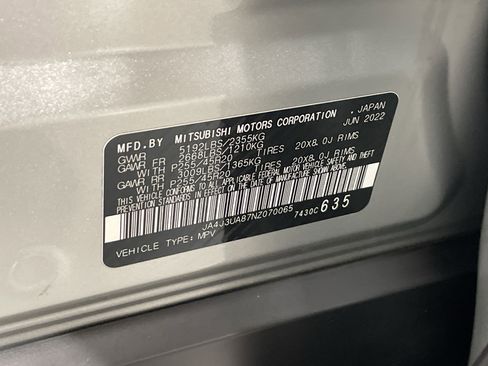 MFD.BY MITSUBISHI MOTORS CORPORATION , JAPAN
GVWR 5192LBS/2355KG JUN 2022
GAWR FR 2668LBS/1210KG
WITH P255/45R20 TIRES 20X8.0J RIMS
GAWR RR 3009LBS/1365KG
WITH P255/45R20 TIRES 20X8.0J RIMS
THIS VEHICLE CONFORMS TO ALL APPLICABLE FEDERAL MOTOR VEHICLE SAFETY AND THEFT
PREVENTION STANDARDS IN EFFECT ON THE DATE OF MANUFACTURE SHOWN ABOVE.
JA4J3UA87NZ070065 7430C 635
VEHICLE TYPE:MPV